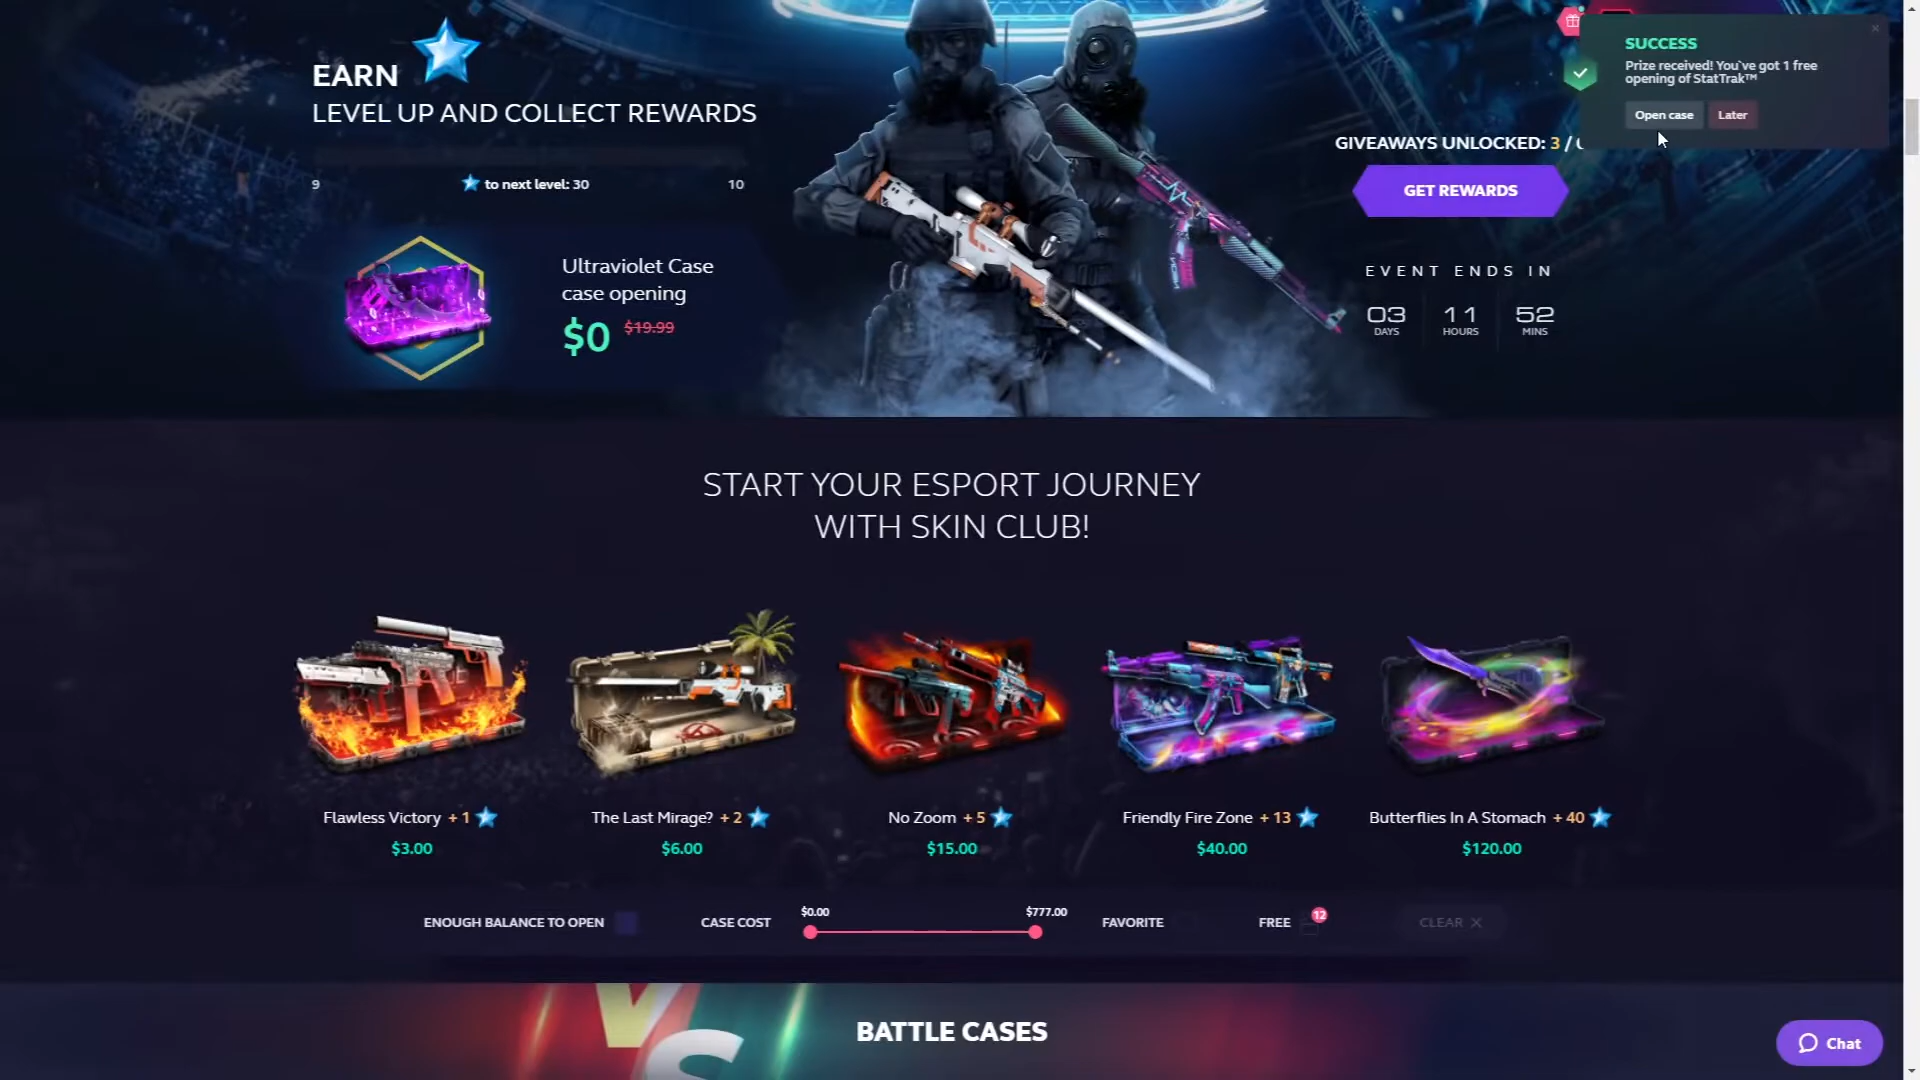 EARN
LEVEL UP AND COLLECT REWARDS
9
to next level: 30
10
Ultraviolet Case
case opening
$0 $19.99
SUCCESS
Prize received! You`ve got 1 free
opening of StatTrak™
Open case
Later
GIVEAWAYS UNLOCKED: 3 /
GET REWARDS
EVENT ENDS IN
03 11 52
DAYS HOURS MINS
START YOUR ESPORT JOURNEY
WITH SKIN CLUB!
Flawless Victory + 1
$3.00
The Last Mirage? + 2
$6.00
No Zoom + 5
$15.00
Friendly Fire Zone + 13
$40.00
Butterflies In A Stomach + 40
$120.00
ENOUGH BALANCE TO OPEN
CASE COST
$0.00
$777.00
FAVORITE
FREE
12
CLEAR X
VS
BATTLE CASES
Chat